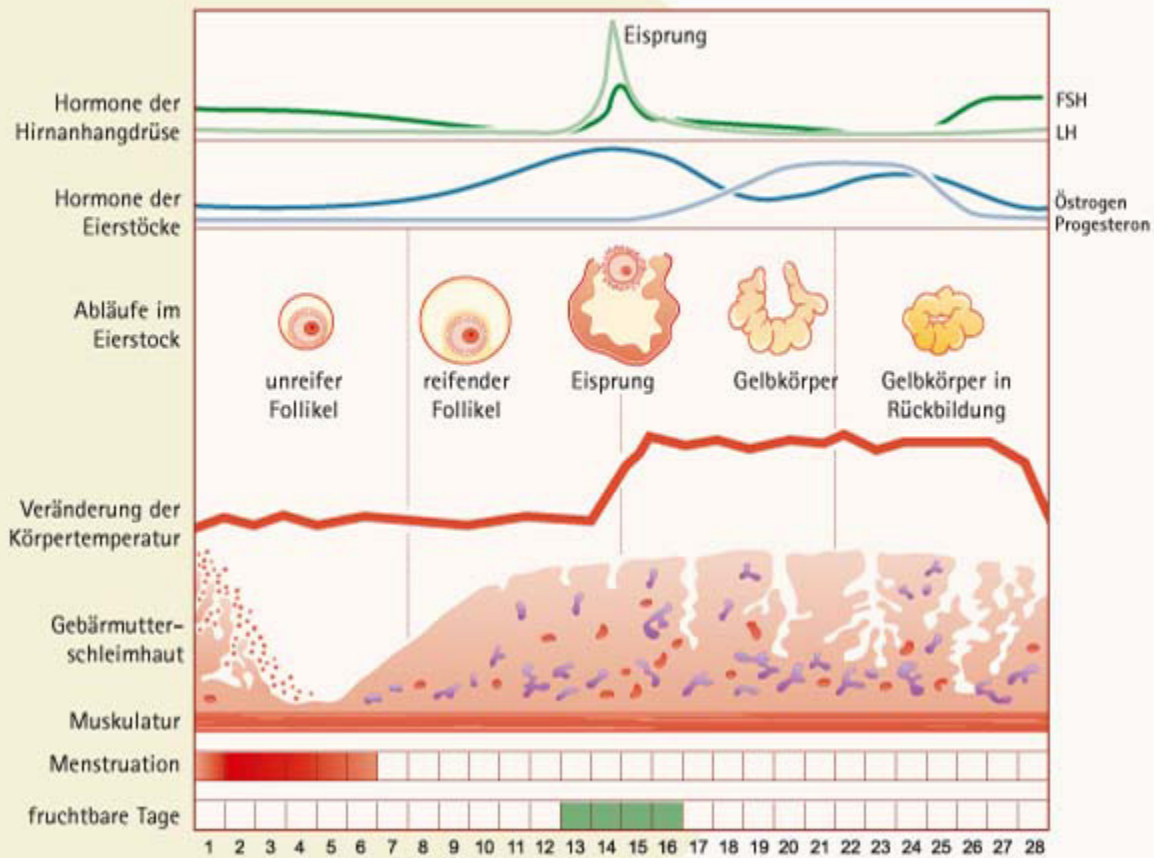 Eisprung
Hormone der
Hirnanhangdrüse
FSH
LH
Hormone der
Eierstöcke
Östrogen
Progesteron
Abläufe im
Eierstock
unreifer
Follikel
reifender
Follikel
Eisprung
Gelbkörper
Gelbkörper in
Rückbildung
Veränderung der
Körpertemperatur
Gebärmutter-
schleimhaut
Muskulatur
Menstruation
fruchtbare Tage
1 2 3 4 5 6 7 8 9 10 11 12 13 14 15 16 17 18 19 20 21 22 23 24 25 26 27 28